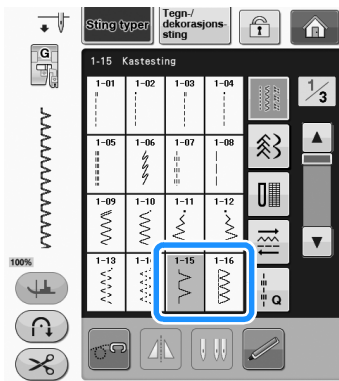 Sting typer
Tegn-/
dekorasjons-
sting
G
1-15 Kastesting
1-01 1-02 1-03 1-04
1/3
1-05 1-06 1-07 1-08
1-09 1-10 1-11 1-12
100%
1-13 1-15 1-16
Q